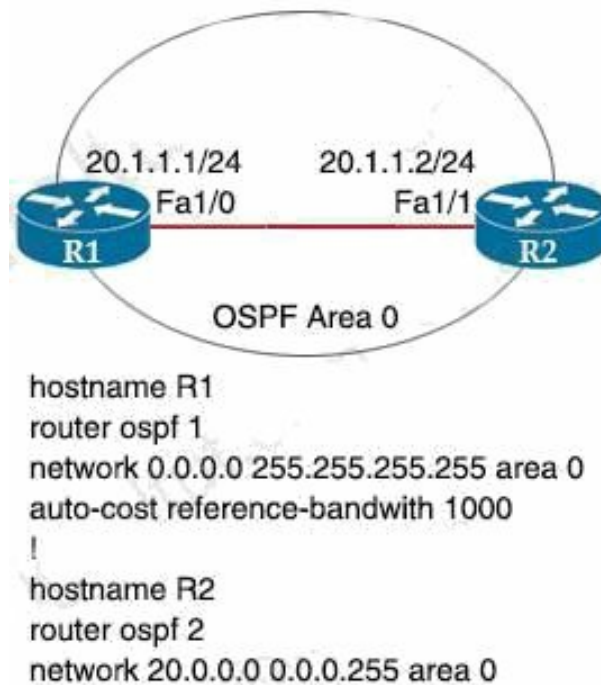 20.1.1.1/24 20.1.1.2/24
Fa1/0 Fa1/1
R1 R2
OSPF Area 0
hostname R1
router ospf 1
network 0.0.0.0 255.255.255.255 area 0
auto-cost reference-bandwith 1000
!
hostname R2
router ospf 2
network 20.0.0.0 0.0.0.255 area 0